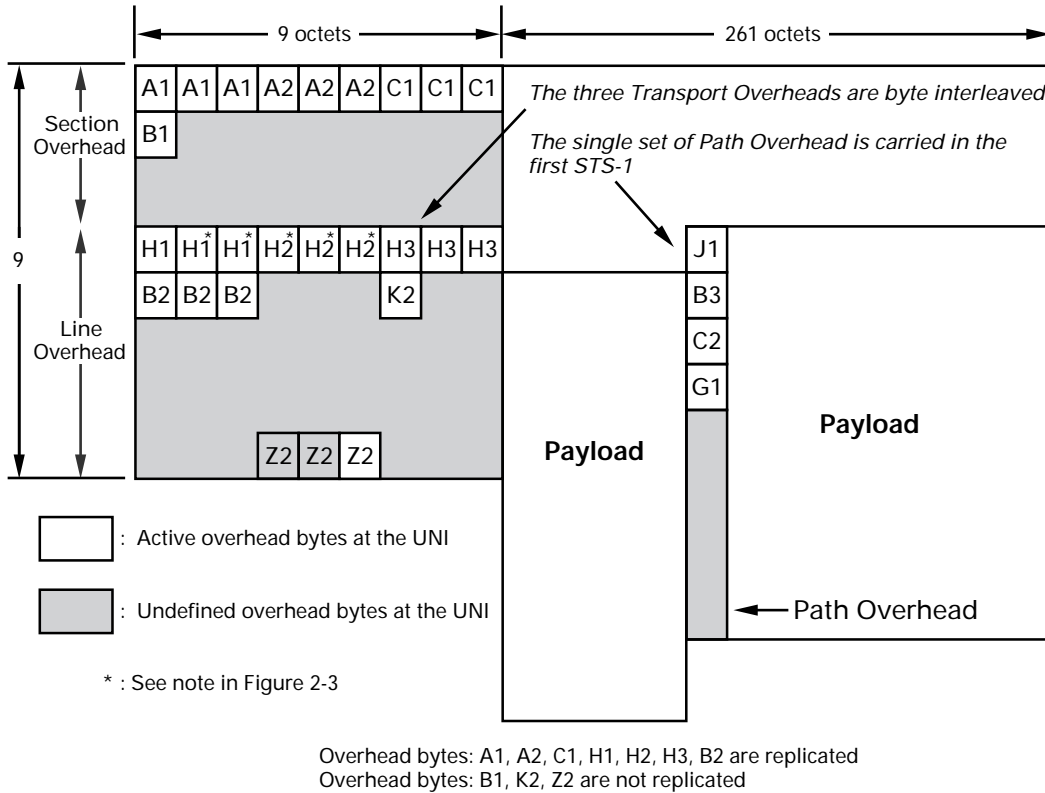 9 octets 261 octets
A1 A1 A1 A2 A2 A2 C1 C1 C1
The three Transport Overheads are byte interleaved
Section
Overhead
B1
The single set of Path Overhead is carried in the
first STS-1
9
H1 H1* H1* H2* H2* H2* H3 H3 H3
J1
B2 B2 B2 K2
B3
Line
Overhead
C2
G1
Payload
Payload
Z2 Z2 Z2
: Active overhead bytes at the UNI
: Undefined overhead bytes at the UNI
Path Overhead
* : See note in Figure 2-3
Overhead bytes: A1, A2, C1, H1, H2, H3, B2 are replicated
Overhead bytes: B1, K2, Z2 are not replicated